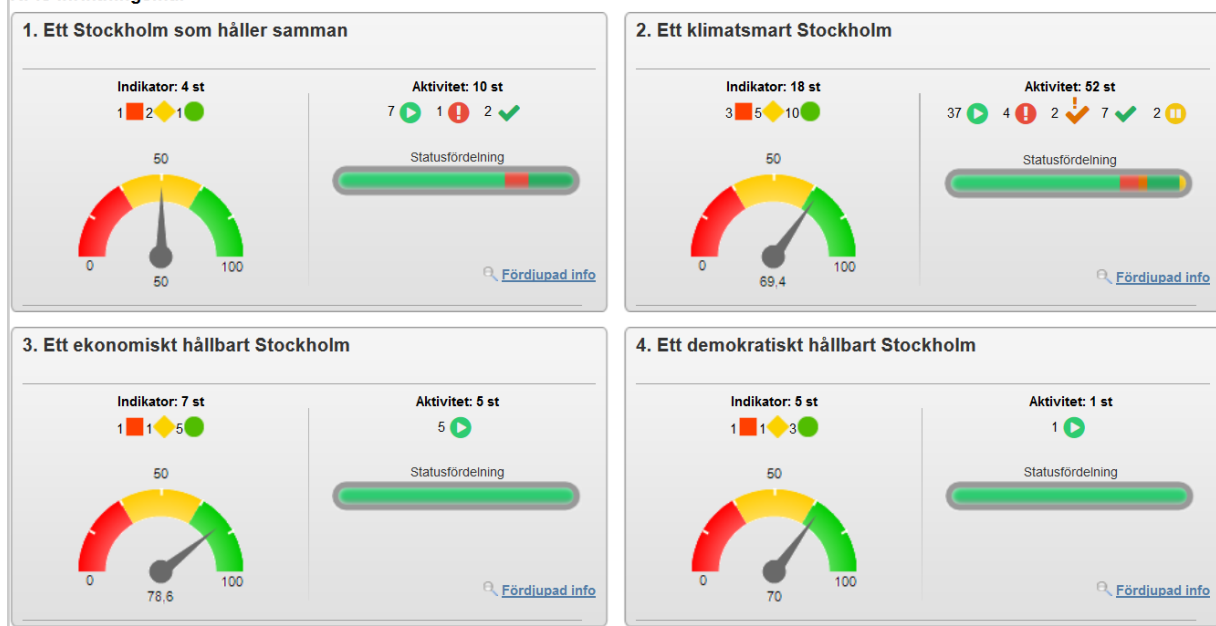 1. Ett Stockholm som håller samman
Indikator: 4 st
1 2 1
50
0 100
50
Aktivitet: 10 st
7 1 2
Statusfördelning
Fördjupad info
2. Ett klimatsmart Stockholm
Indikator: 18 st
3 5 10
50
0 100
69,4
Aktivitet: 52 st
37 4 2 7 2
Statusfördelning
Fördjupad info
3. Ett ekonomiskt hållbart Stockholm
Indikator: 7 st
1 1 5
50
0 100
78,6
Aktivitet: 5 st
5
Statusfördelning
Fördjupad info
4. Ett demokratiskt hållbart Stockholm
Indikator: 5 st
1 1 3
50
0 100
70
Aktivitet: 1 st
1
Statusfördelning
Fördjupad info